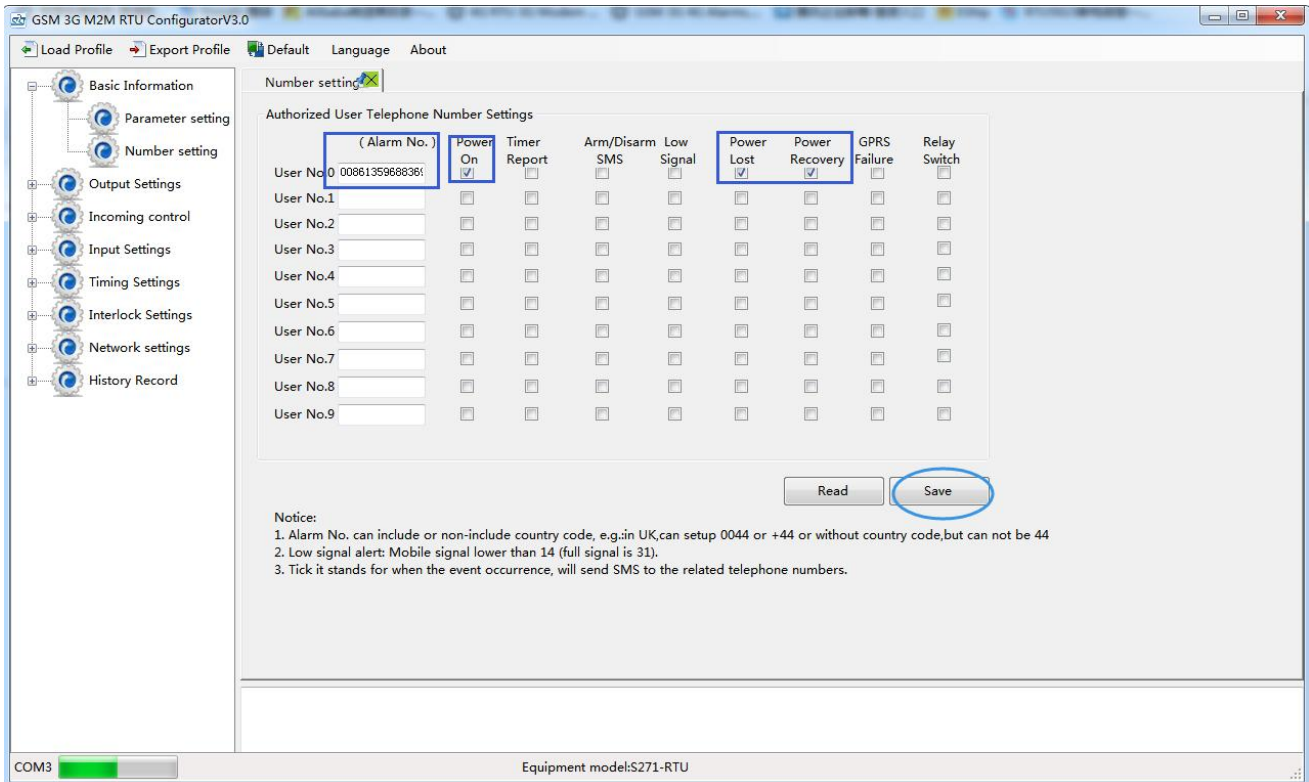 GSM 3G M2M RTU ConfiguratorV3.0
Load Profile Export Profile Default Language About
Basic Information
Parameter setting
Number setting
Output Settings
Incoming control
Input Settings
Timing Settings
Interlock Settings
Network settings
History Record
Number setting
Authorized User Telephone Number Settings
(Alarm No.) Power On Timer Report Arm/Disarm SMS Low Signal Power Lost Power Recovery GPRS Failure Relay Switch
User No.0 0086135968836
User No.1
User No.2
User No.3
User No.4
User No.5
User No.6
User No.7
User No.8
User No.9
Read Save
Notice:
1. Alarm No. can include or non-include country code, e.g.:in UK,can setup 0044 or +44 or without country code,but can not be 44
2. Low signal alert: Mobile signal lower than 14 (full signal is 31).
3. Tick it stands for when the event occurrence, will send SMS to the related telephone numbers.
COM3 Equipment model:S271-RTU